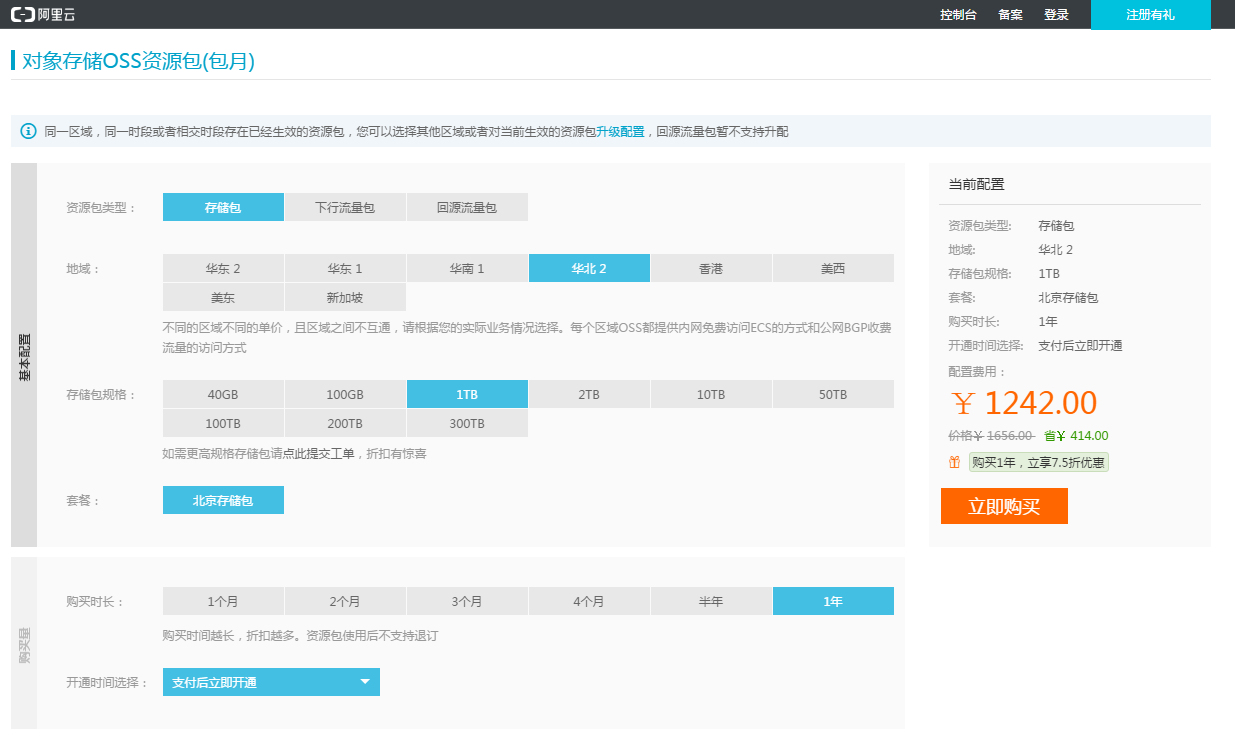 阿里云
控制台 备案 登录 注册有礼
对象存储OSS资源包(包月)
同一区域，同一时段或者相交时段存在已经生效的资源包，您可以选择其他区域或者对当前生效的资源包升级配置，回源流量包暂不支持升配
基本配置
资源包类型： 存储包 下行流量包 回源流量包
地域： 华东 2 华东 1 华南 1 华北 2 香港 美西
美东 新加坡
不同的区域不同的单价，且区域之间不互通，请根据您的实际业务情况选择。每个区域OSS都提供内网免费访问ECS的方式和公网BGP收费
流量的访问方式
存储包规格： 40GB 100GB 1TB 2TB 10TB 50TB
100TB 200TB 300TB
如需更高规格存储包请点此提交工单，折扣有惊喜
套餐： 北京存储包
购买量
购买时长： 1个月 2个月 3个月 4个月 半年 1年
购买时间越长，折扣越多。资源包使用后不支持退订
开通时间选择： 支付后立即开通
当前配置
资源包类型: 存储包
地域: 华北 2
存储包规格: 1TB
套餐: 北京存储包
购买时长: 1年
开通时间选择: 支付后立即开通
配置费用：
￥ 1242.00
价格￥ 1656.00 省￥ 414.00
购买1年，立享7.5折优惠
立即购买